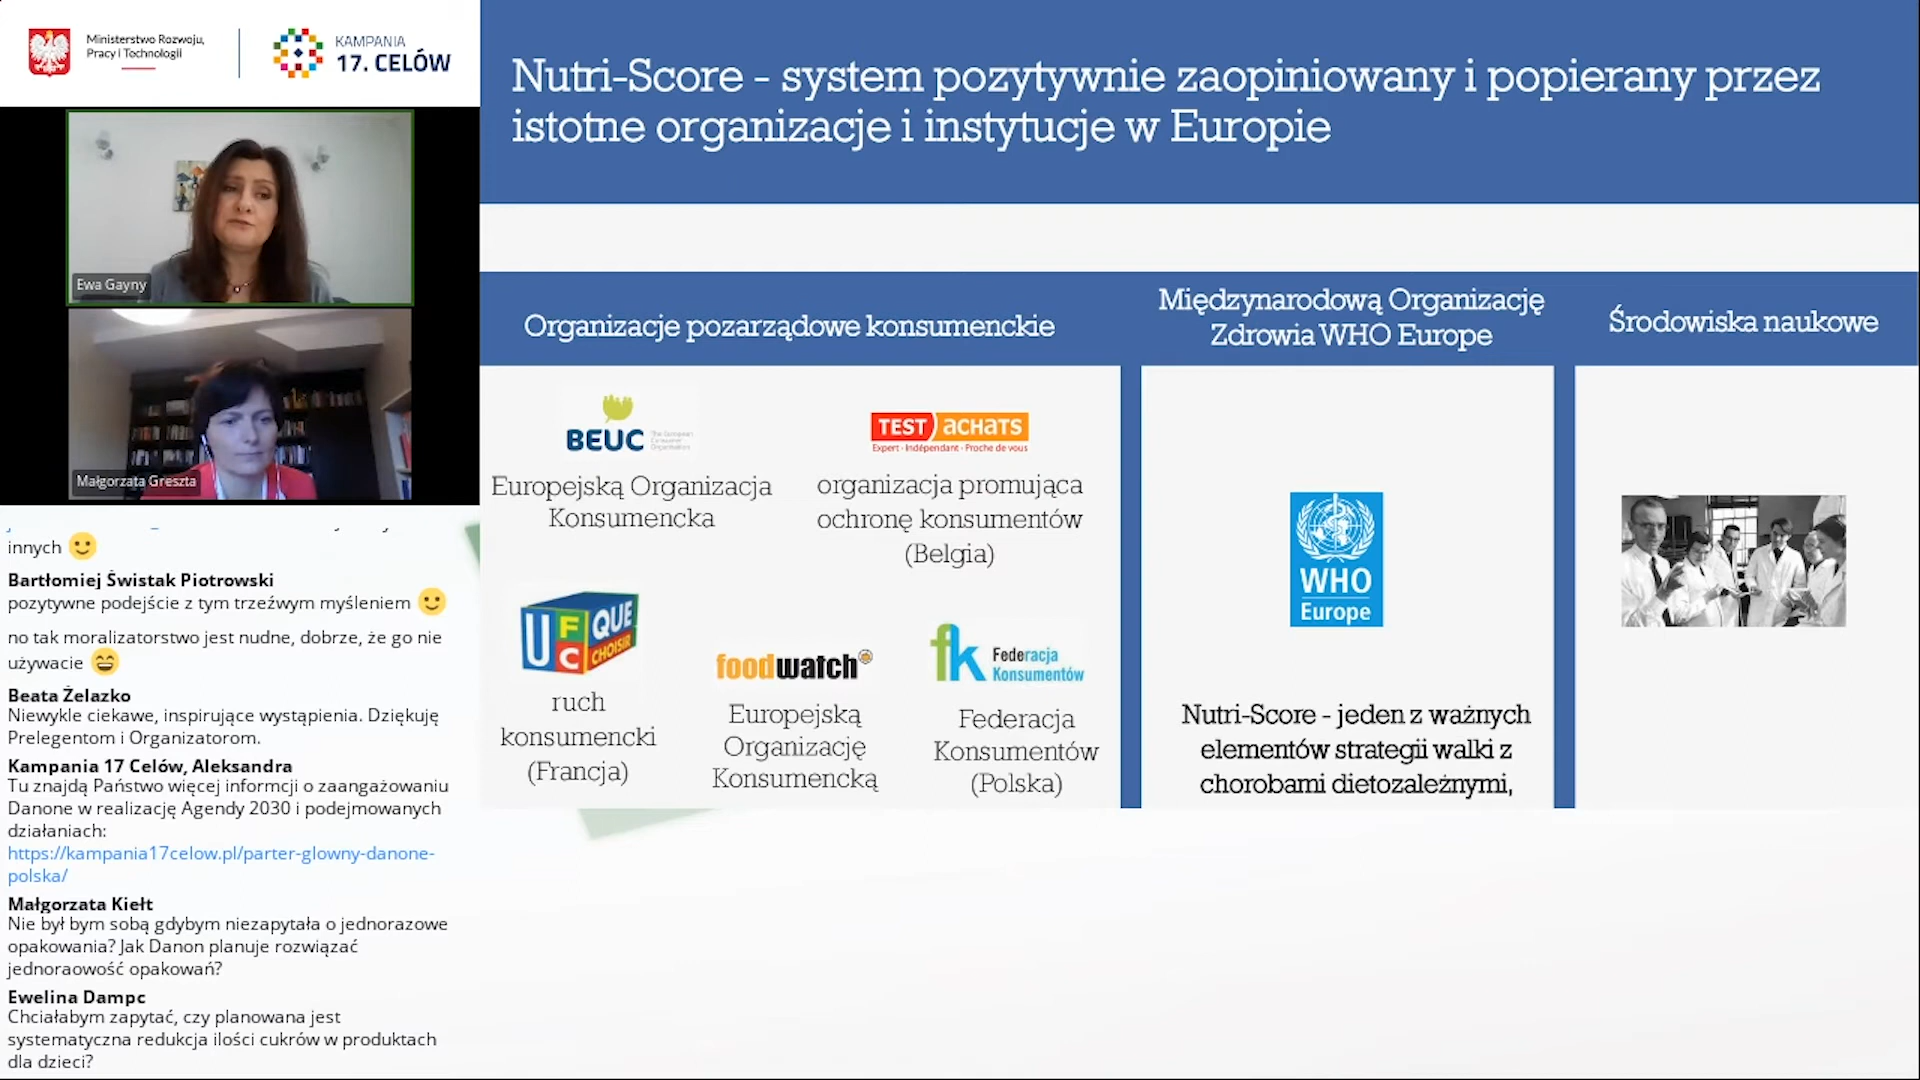 Ministerstwo Rozwoju,
Pracy i Technologii
KAMPANIA
17. CELÓW
Ewa Gayny
Małgorzata Greszta
innych
Bartłomiej Świstak Piotrowski
pozytywne podejście z tym trzeźwym myśleniem
no tak moralizatorstwo jest nudne, dobrze, że go nie
używacie
Beata Żelazko
Niewykle ciekawe, inspirujące wystąpienia. Dziękuję
Prelegentom i Organizatorom.
Kampania 17 Celów, Aleksandra
Tu znajdą Państwo więcej informcji o zaangażowaniu
Danone w realizację Agendy 2030 i podejmowanych
działaniach:
https://kampania17celow.pl/parter-glowny-danone-
polska/
Małgorzata Kiełt
Nie był bym sobą gdybym niezapytała o jednorazowe
opakowania? Jak Danon planuje rozwiązać
jednoraowość opakowań?
Ewelina Dampc
Chciałabym zapytać, czy planowana jest
systematyczna redukcja ilości cukrów w produktach
dla dzieci?
Nutri-Score - system pozytywnie zaopiniowany i popierany przez
istotne organizacje i instytucje w Europie
Organizacje pozarządowe konsumenckie
BEUC The European
Consumer
Organisation
Europejską Organizacja
Konsumencka
TEST ACHATS
Expert - Indépendant - Proche de vous
organizacja promująca
ochronę konsumentów
(Belgia)
UFC QUE
CHOISIR
ruch
konsumencki
(Francja)
foodwatch
Europejską
Organizację
Konsumencką
fk Federacja
Konsumentów
Federacja
Konsumentów
(Polska)
Międzynarodową Organizację
Zdrowia WHO Europe
WHO
Europe
Nutri-Score - jeden z ważnych
elementów strategii walki z
chorobami dietozależnymi,
Środowiska naukowe